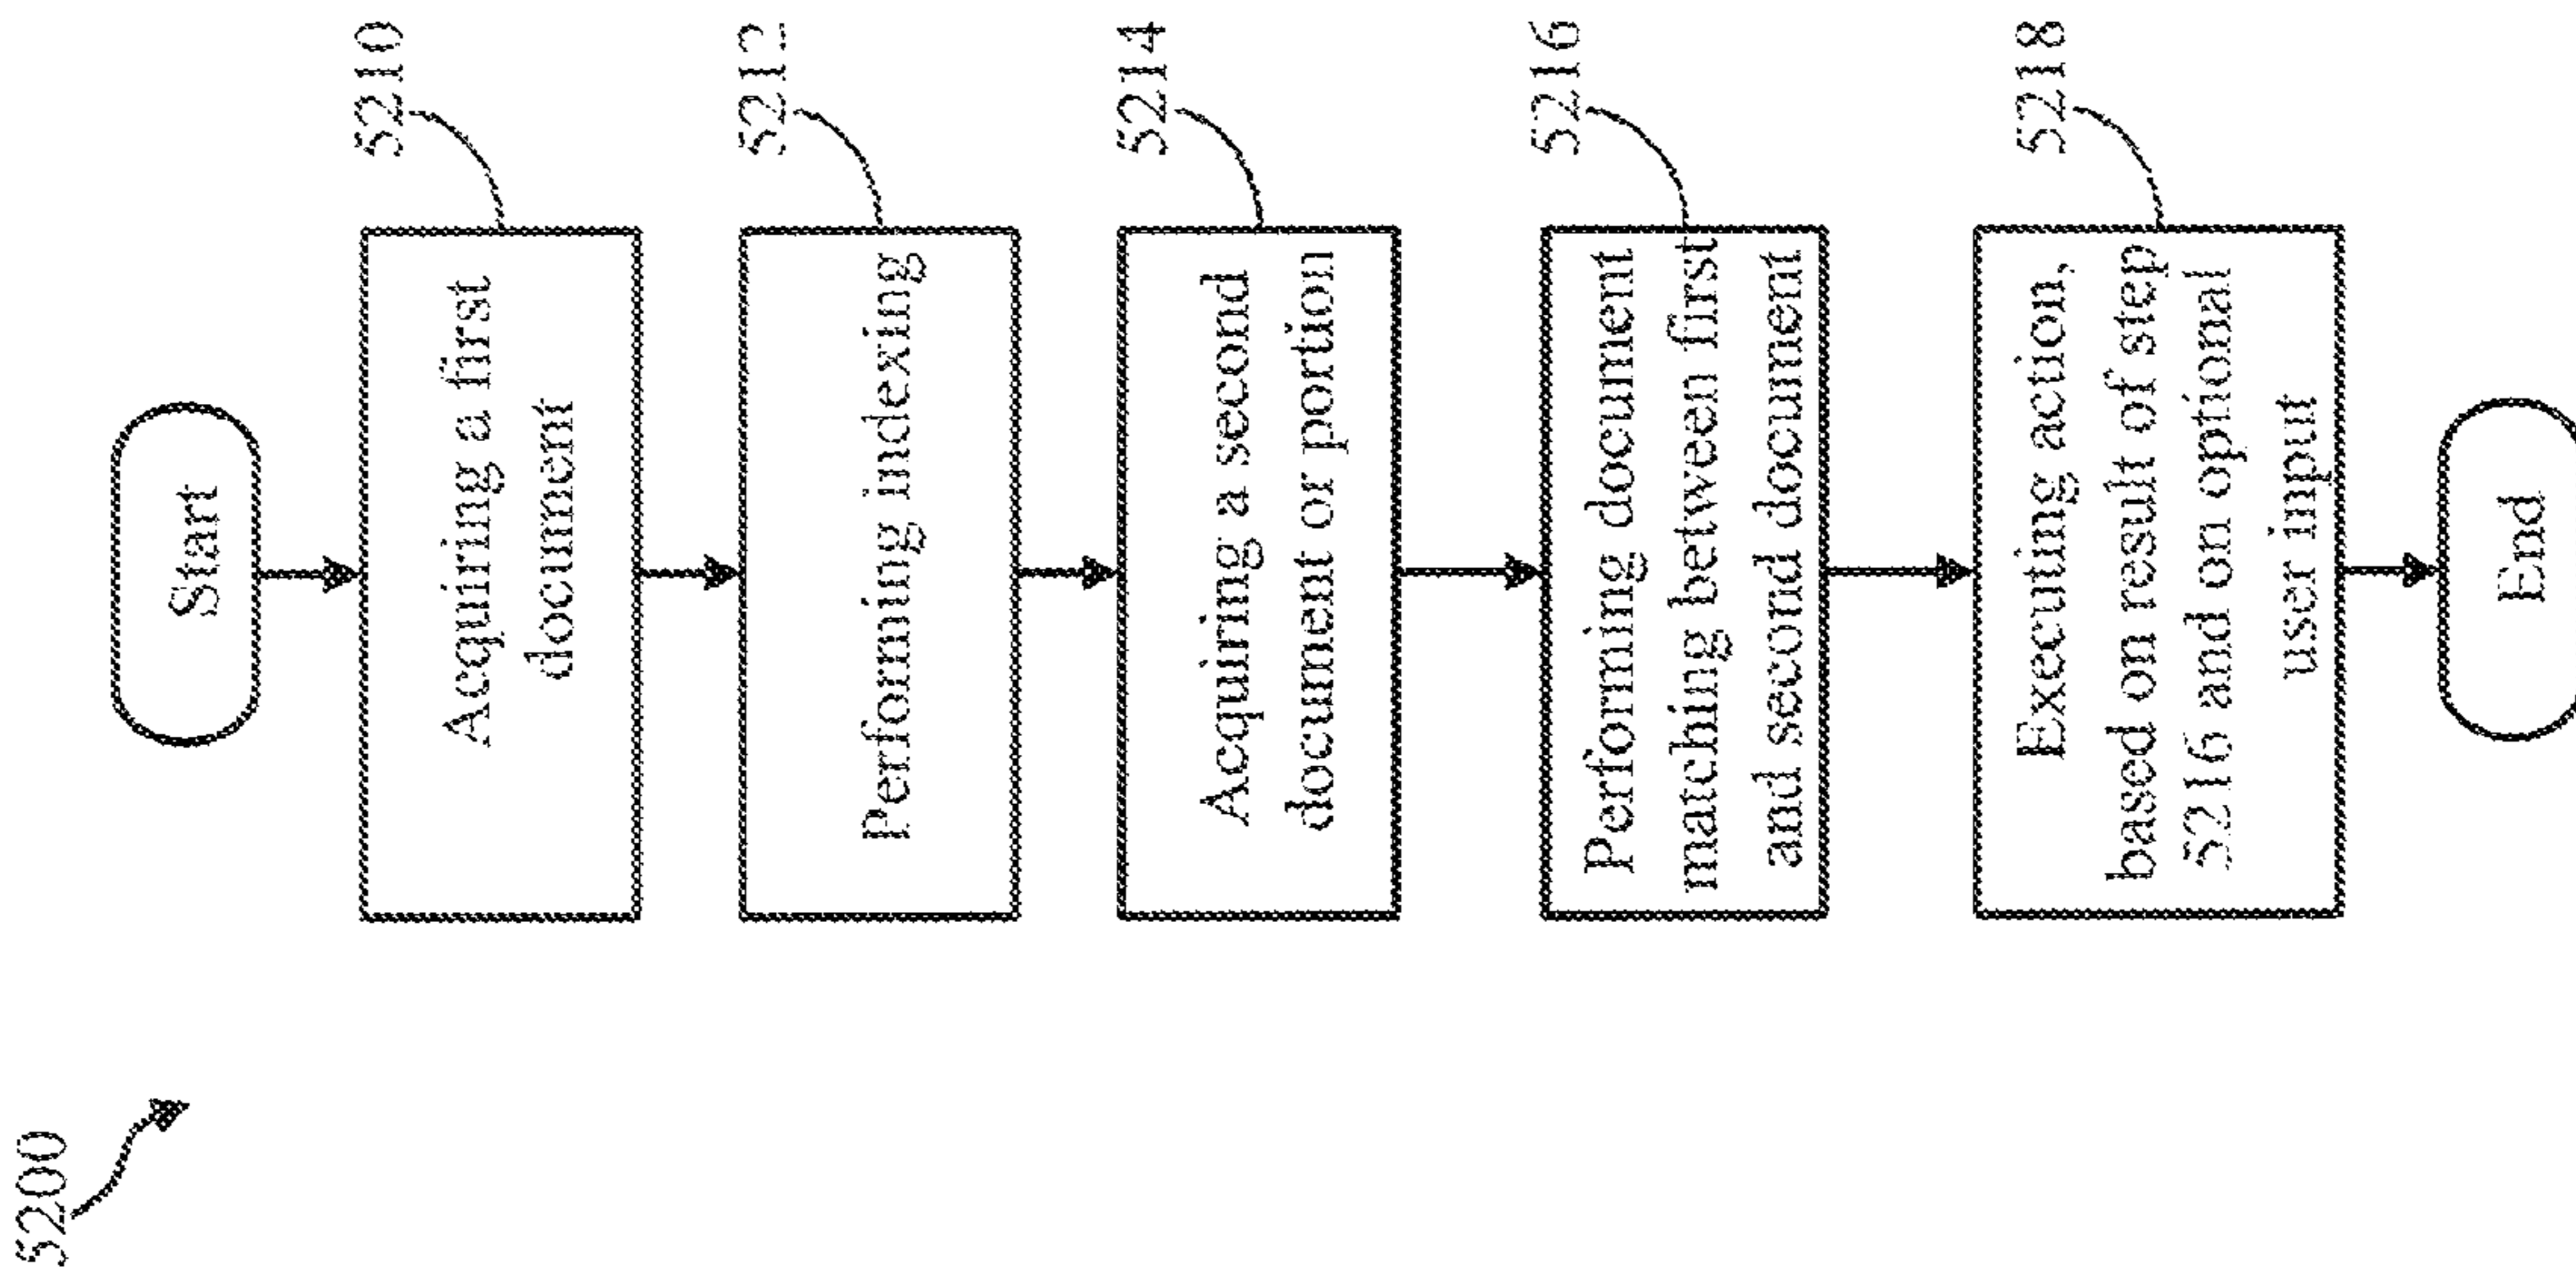 5200
Start
5210
Acquiring a first
document
5212
Performing indexing
5214
Acquiring a second
document or portion
5216
Performing document
matching between first
and second document
5218
Executing action,
based on result of step
5216 and on optional
user input
End